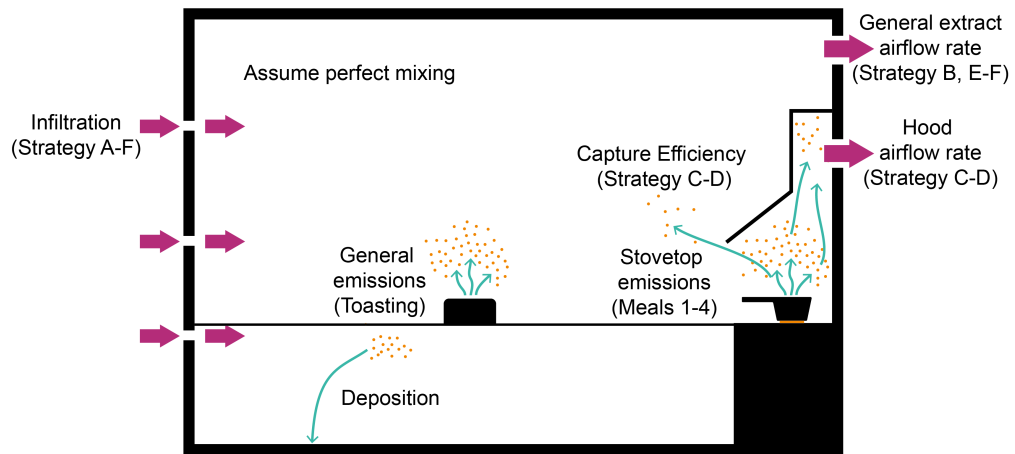 General extract
airflow rate
(Strategy B, E-F)
Assume perfect mixing
Infiltration
(Strategy A-F)
Hood
airflow rate
(Strategy C-D)
Capture Efficiency
(Strategy C-D)
General
emissions
(Toasting)
Stovetop
emissions
(Meals 1-4)
Deposition